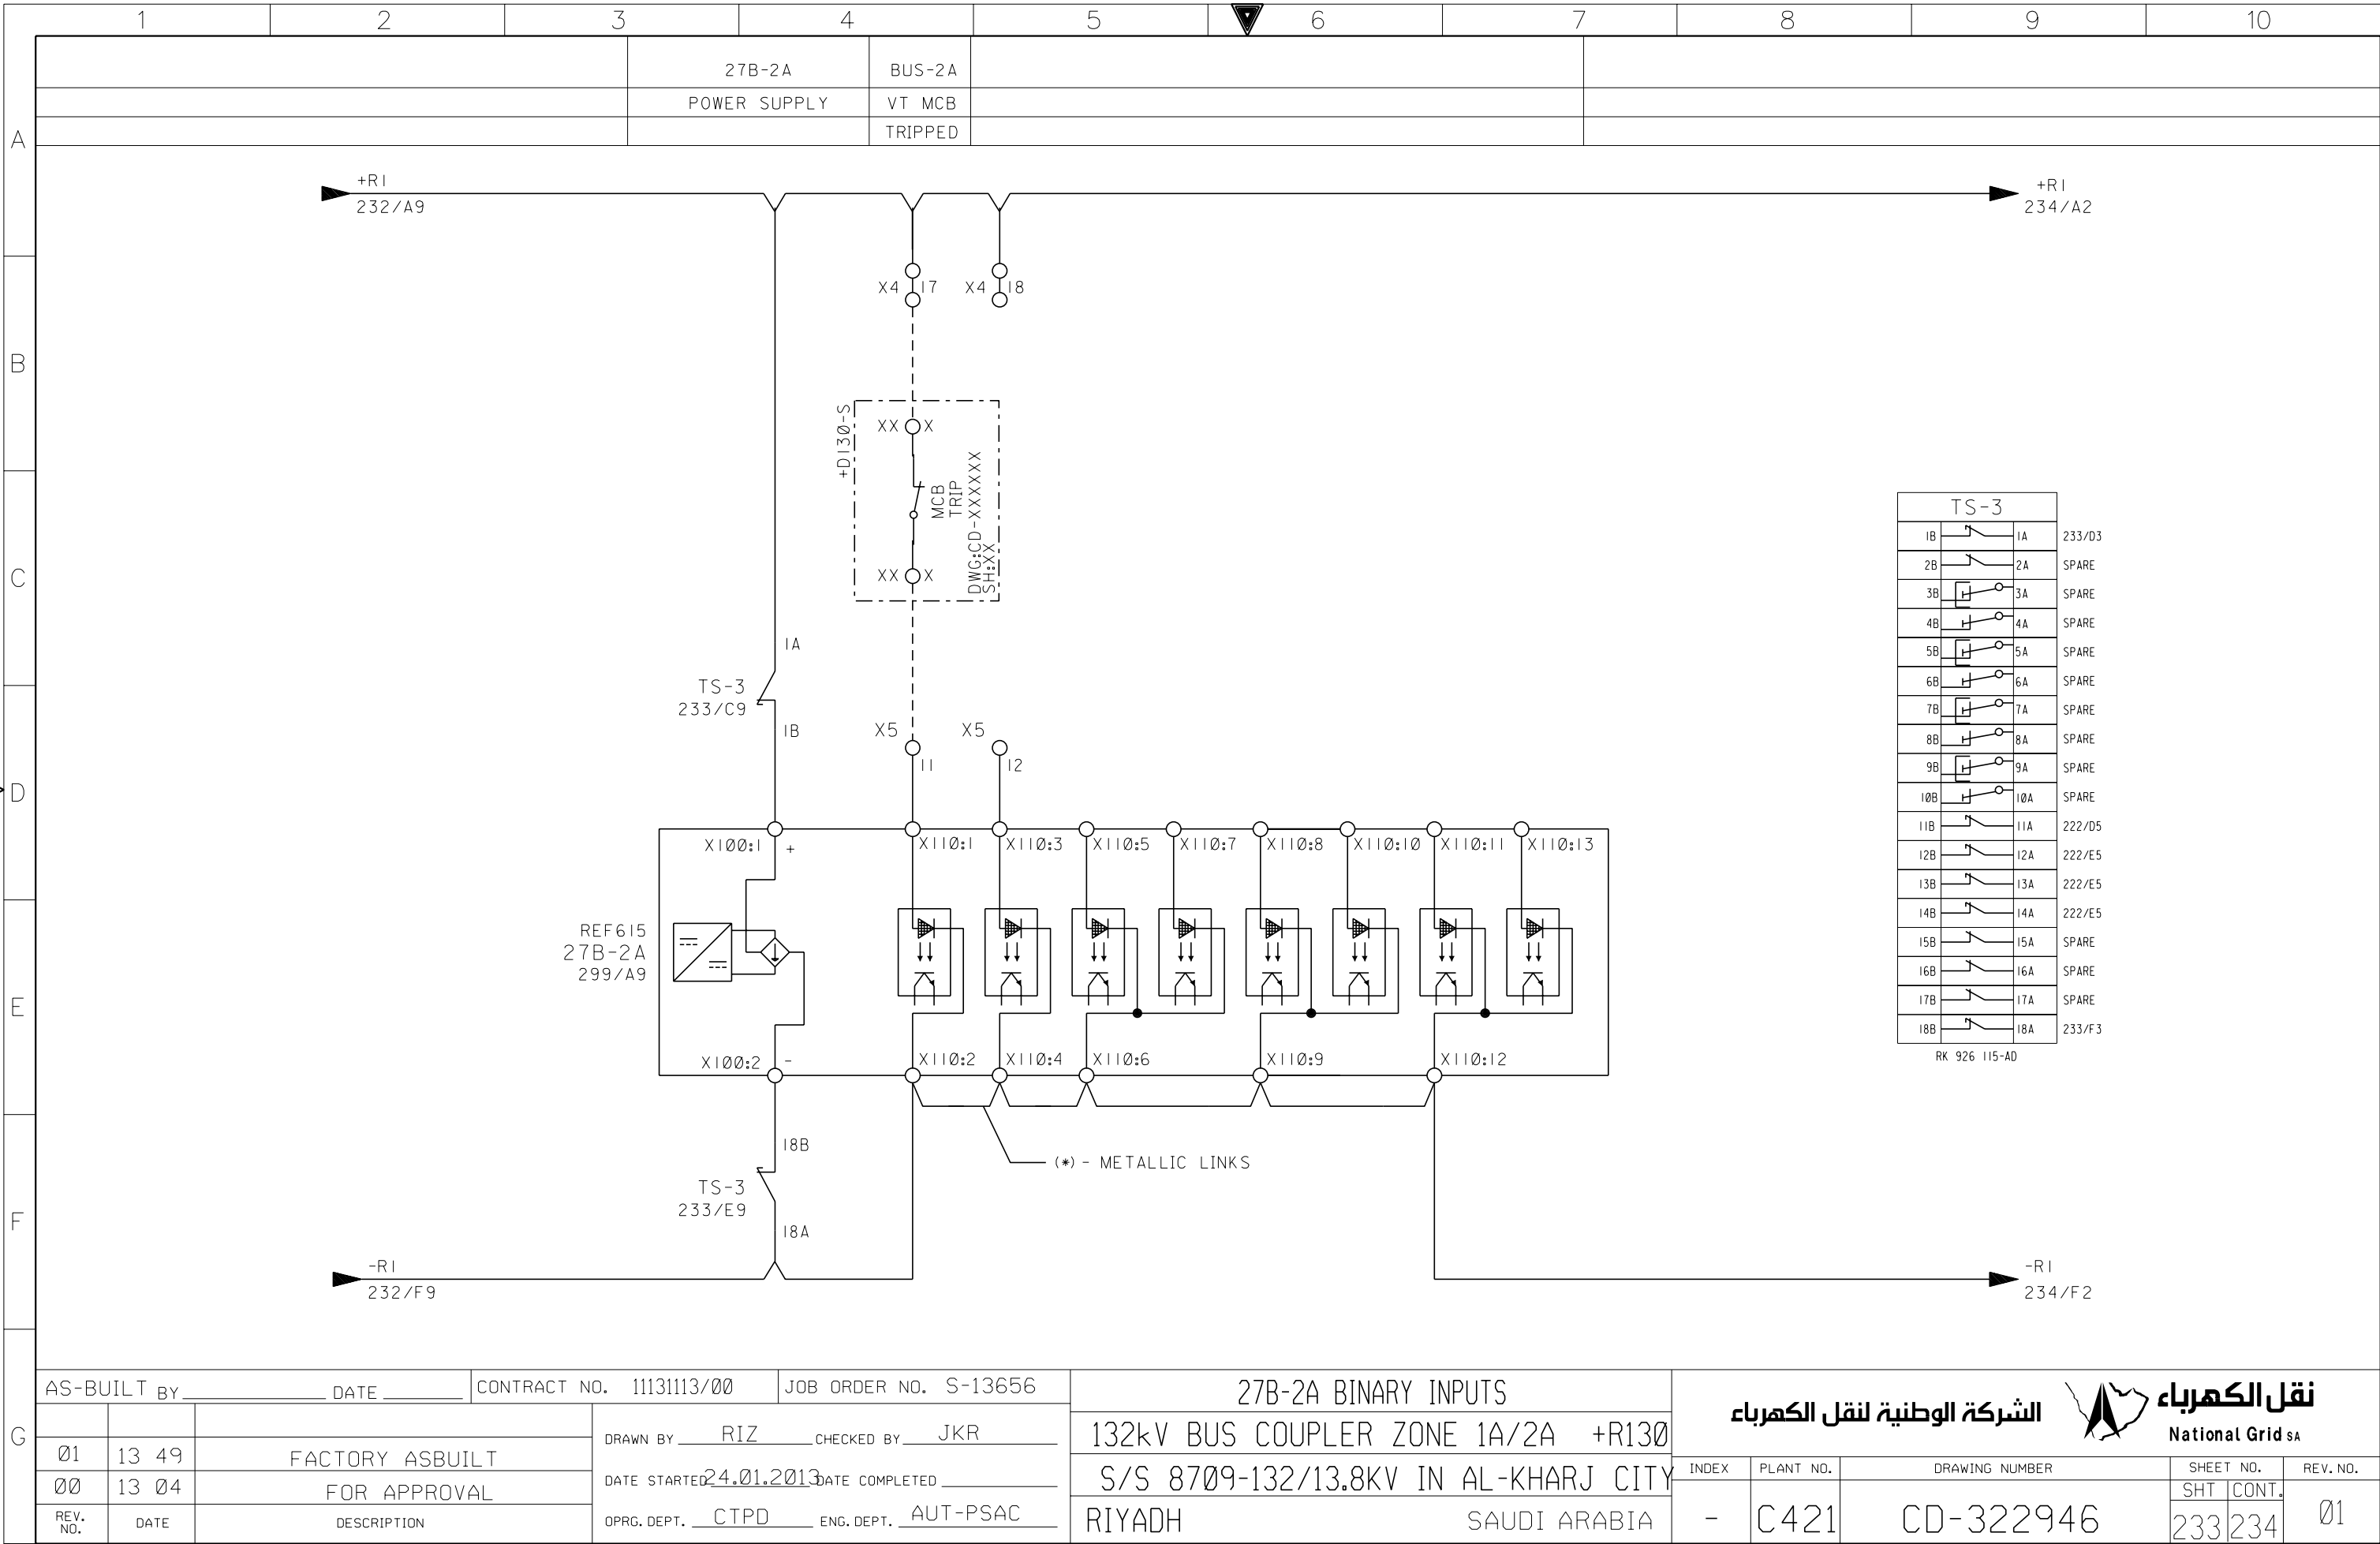 1 2 3 4 5 6 7 8 9 10
27B-2A BUS-2A
POWER SUPPLY VT MCB
TRIPPED
A
B
C
D
E
F
G
+R1
232/A9
+R1
234/A2
X4 17 X4 18
+D130-S
XX X
MCB
TRIP
DWG:CD-XXXXXX
SH:XX
XX X
1A
TS-3
233/C9
1B
X5 X5
11 12
X100:1 + X110:1 X110:3 X110:5 X110:7 X110:8 X110:10 X110:11 X110:13
REF615
27B-2A
299/A9
X100:2 - X110:2 X110:4 X110:6 X110:9 X110:12
18B
(*) - METALLIC LINKS
TS-3
233/E9
18A
-R1
232/F9
-R1
234/F2
TS-3
1B 1A 233/D3
2B 2A SPARE
3B 3A SPARE
4B 4A SPARE
5B 5A SPARE
6B 6A SPARE
7B 7A SPARE
8B 8A SPARE
9B 9A SPARE
10B 10A SPARE
11B 11A 222/D5
12B 12A 222/E5
13B 13A 222/E5
14B 14A 222/E5
15B 15A SPARE
16B 16A SPARE
17B 17A SPARE
18B 18A 233/F3
RK 926 115-AD
AS-BUILT BY DATE CONTRACT NO. 11131113/00 JOB ORDER NO. S-13656
01 13 49 FACTORY ASBUILT
00 13 04 FOR APPROVAL
REV. NO. DATE DESCRIPTION
DRAWN BY RIZ CHECKED BY JKR
DATE STARTED 24.01.2013 DATE COMPLETED
OPRG. DEPT. CTPD ENG. DEPT. AUT-PSAC
27B-2A BINARY INPUTS
132kV BUS COUPLER ZONE 1A/2A +R130
S/S 8709-132/13.8KV IN AL-KHARJ CITY
RIYADH SAUDI ARABIA
الشركة الوطنية لنقل الكهرباء
نقل الكهرباء
National Grid SA
INDEX PLANT NO. DRAWING NUMBER SHEET NO. REV. NO.
SHT CONT.
- C421 CD-322946 233 234 01